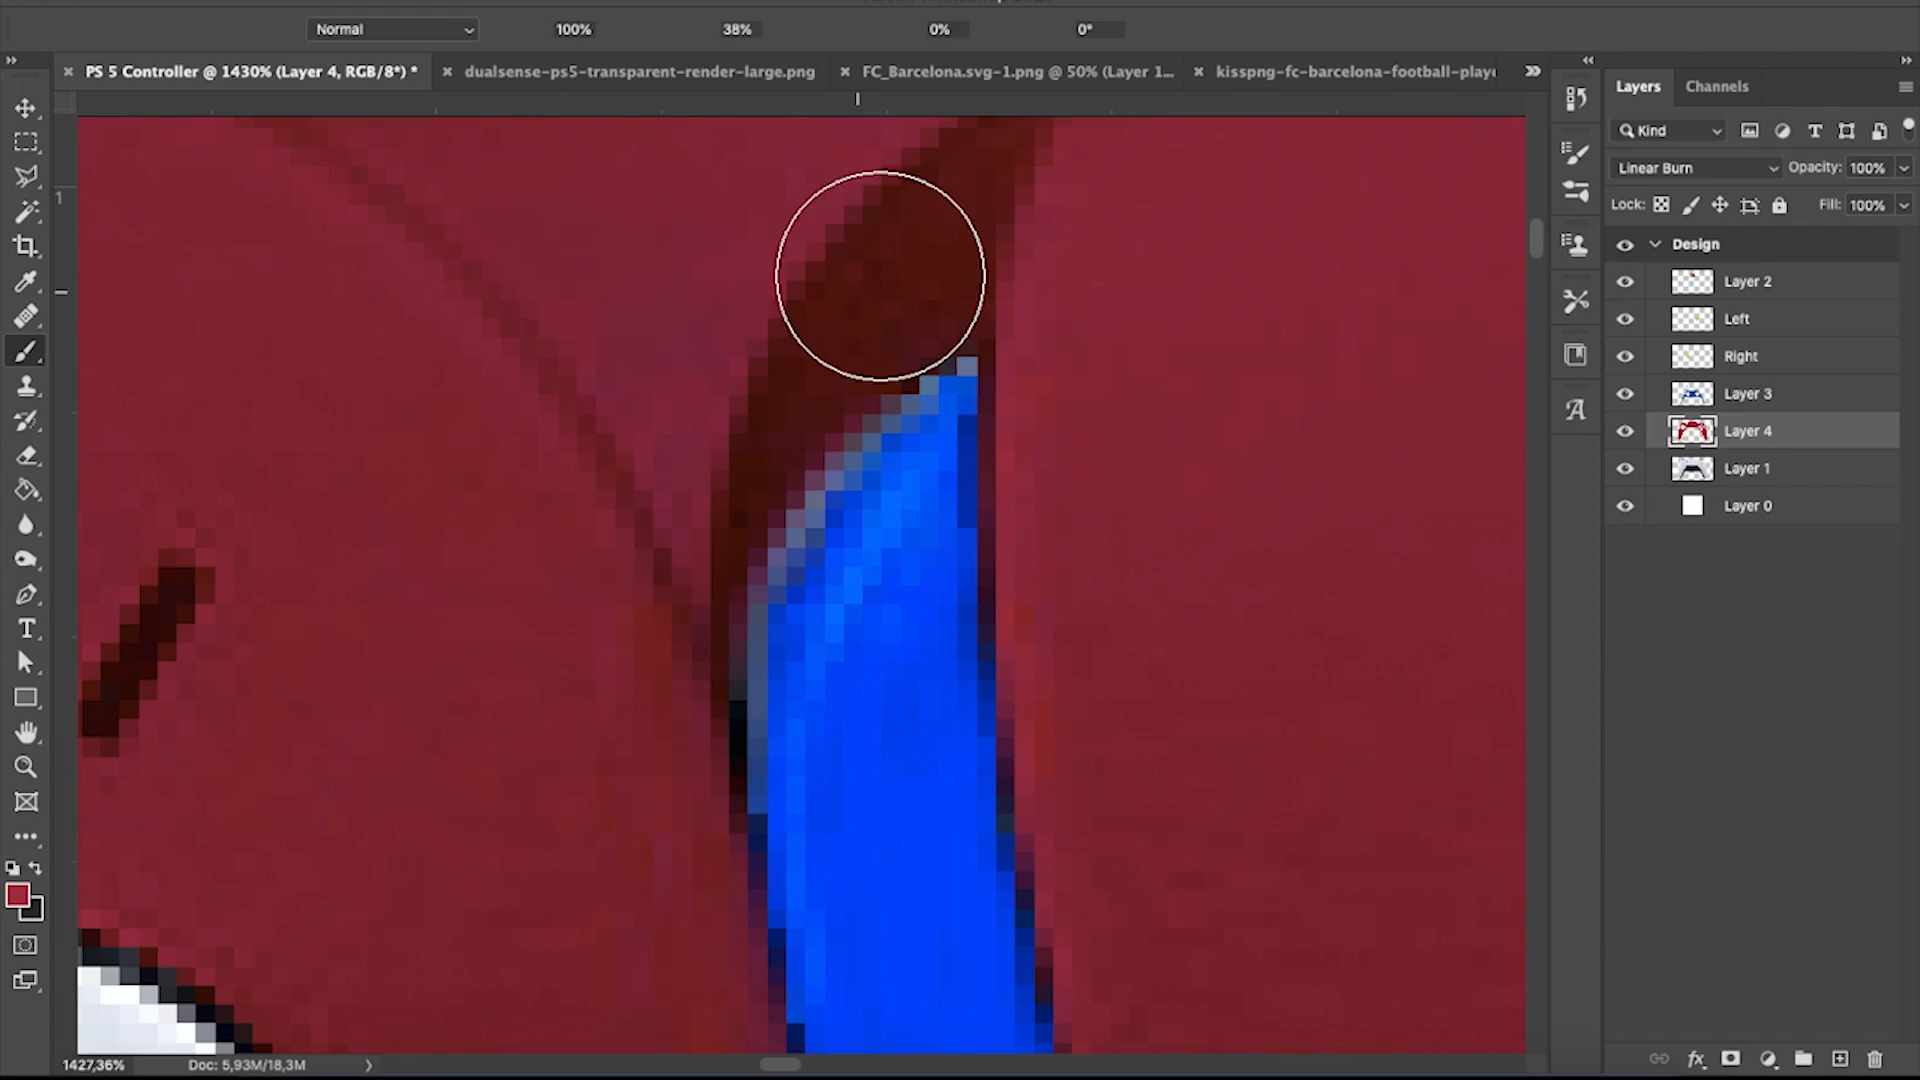 Normal 100% 38% 0% 0°
PS 5 Controller @ 1430% (Layer 4, RGB/8*) *
dualsense-ps5-transparent-render-large.png
FC_Barcelona.svg-1.png @ 50% (Layer 1...
kisspng-fc-barcelona-football-playe
1
Layers Channels
Kind
Linear Burn Opacity: 100%
Lock: Fill: 100%
Design
Layer 2
Left
Right
Layer 3
Layer 4
Layer 1
Layer 0
1427,36% Doc: 5,93M/18,3M